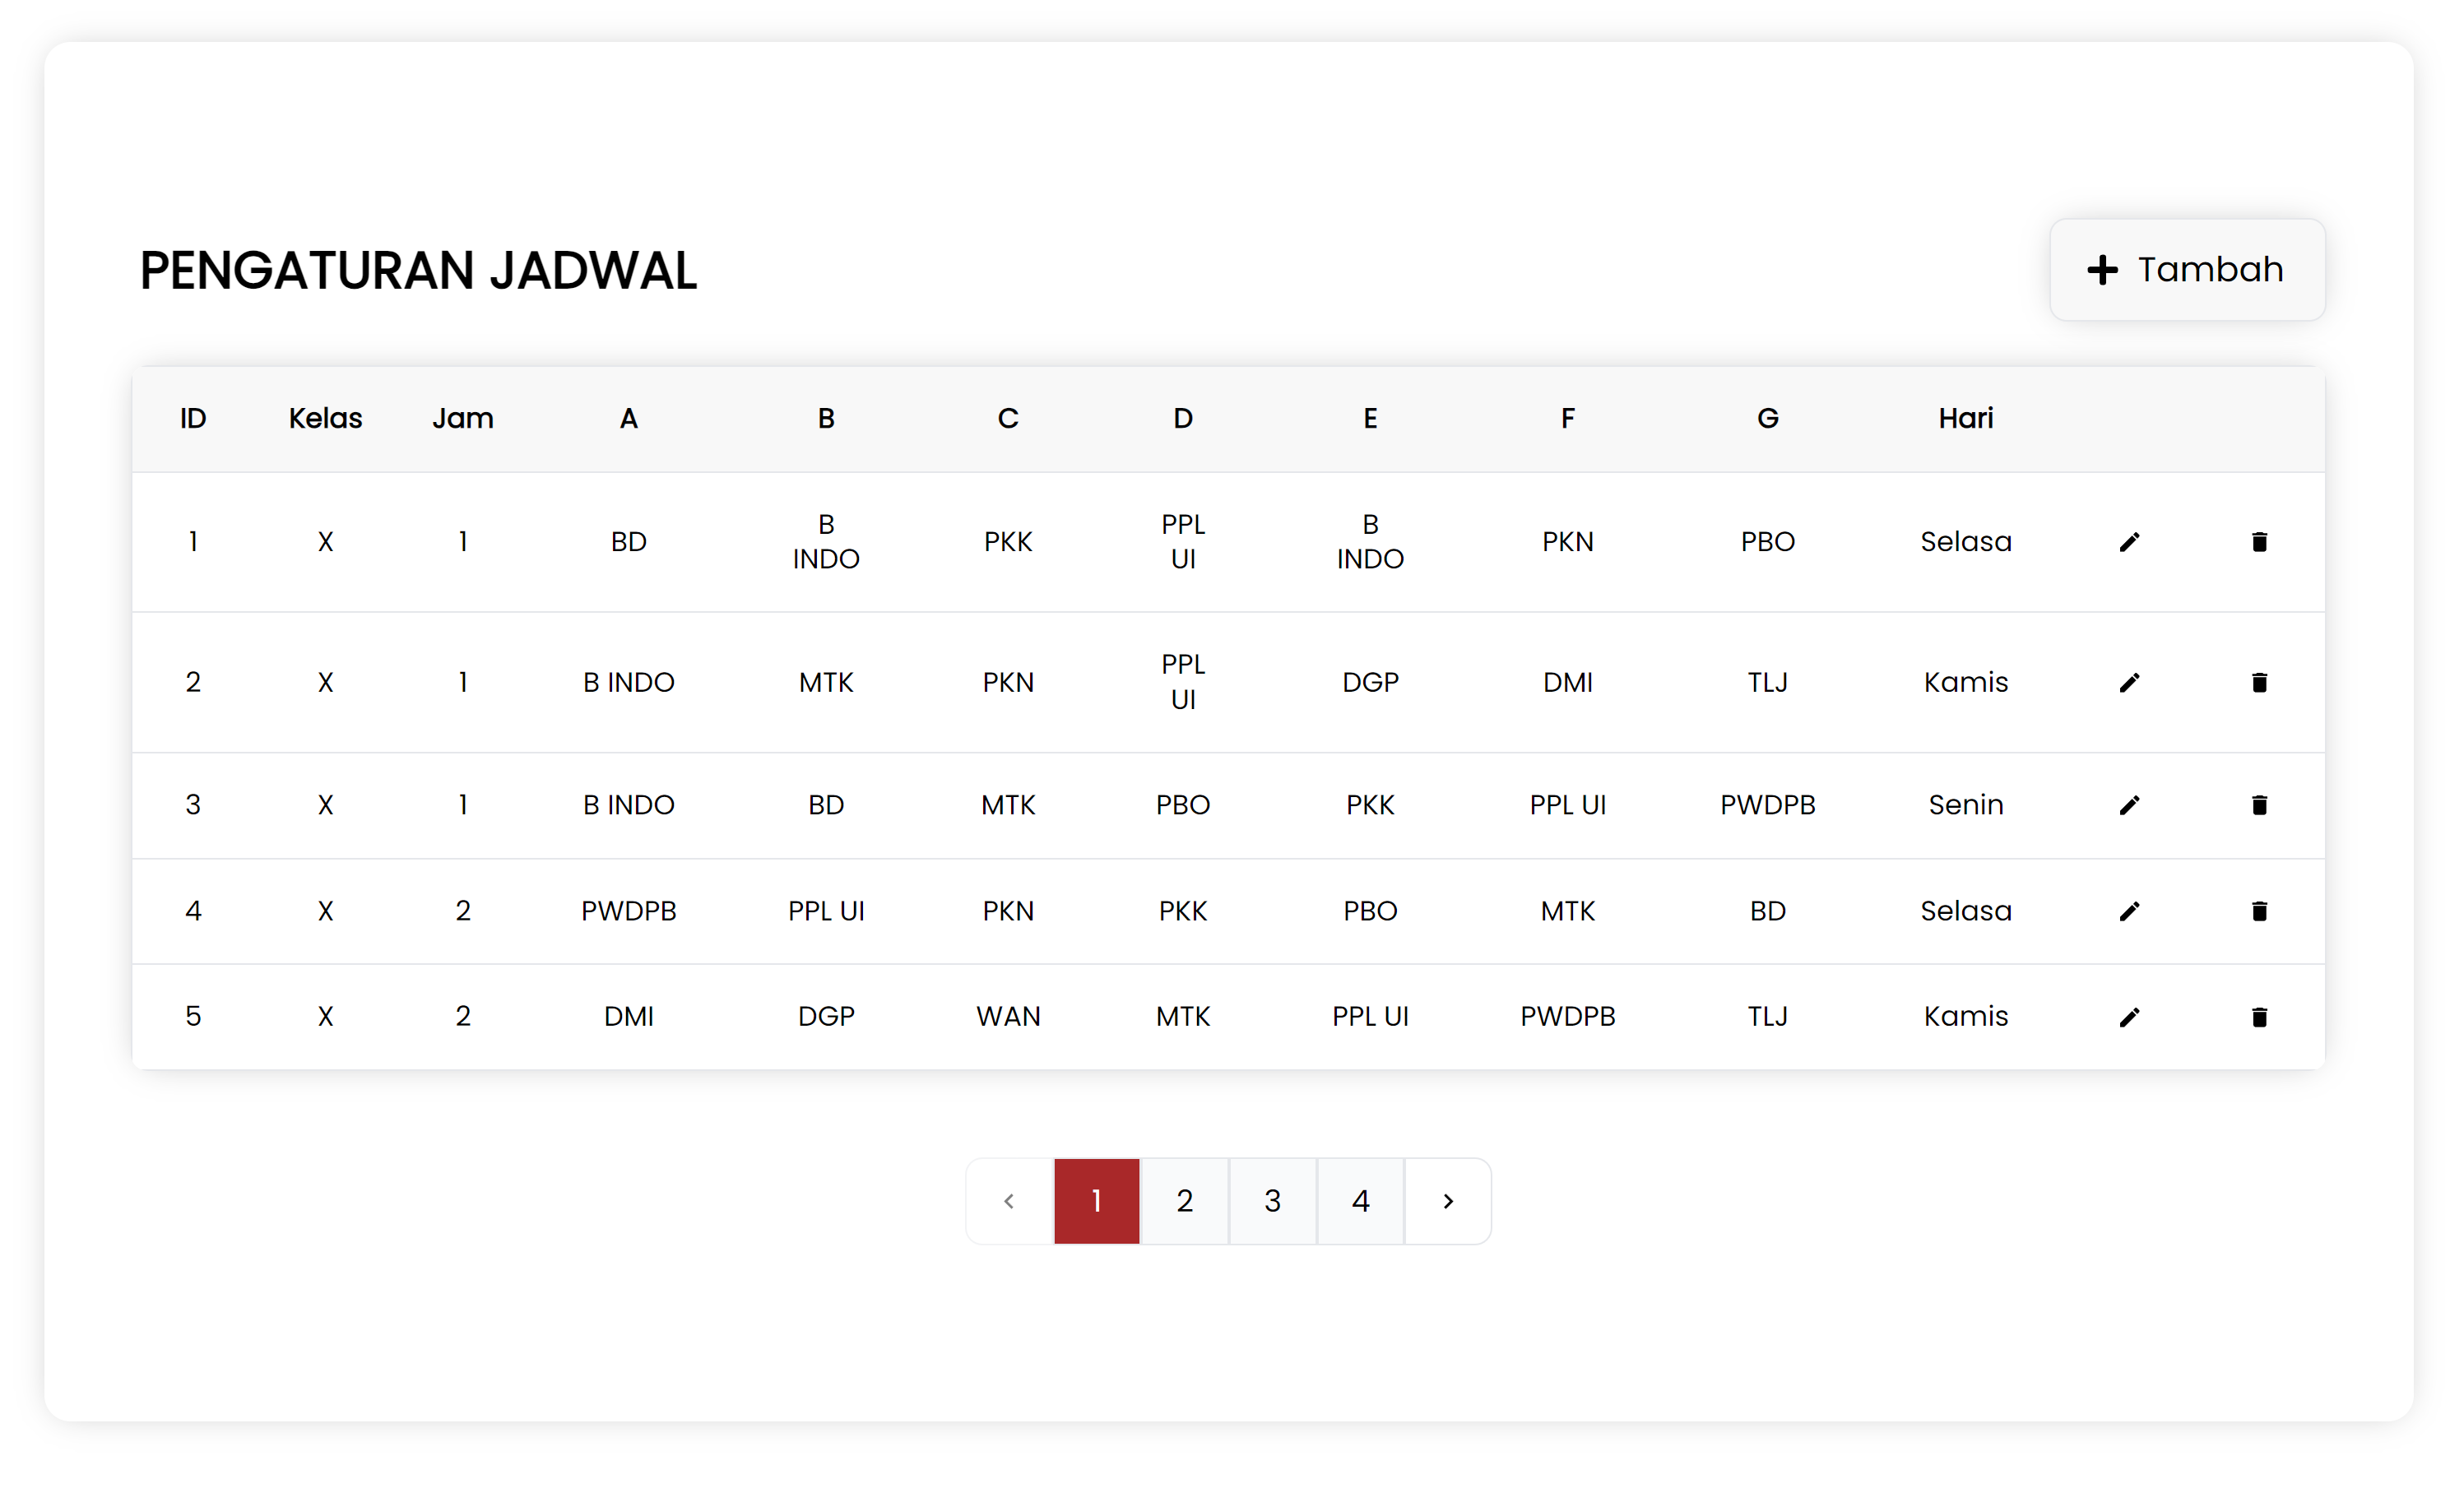 PENGATURAN JADWAL
Tambah
ID Kelas Jam A B C D E F G Hari
1 X 1 BD B INDO PKK PPL UI B INDO PKN PBO Selasa
2 X 1 B INDO MTK PKN PPL UI DGP DMI TLJ Kamis
3 X 1 B INDO BD MTK PBO PKK PPL UI PWDPB Senin
4 X 2 PWDPB PPL UI PKN PKK PBO MTK BD Selasa
5 X 2 DMI DGP WAN MTK PPL UI PWDPB TLJ Kamis
1 2 3 4